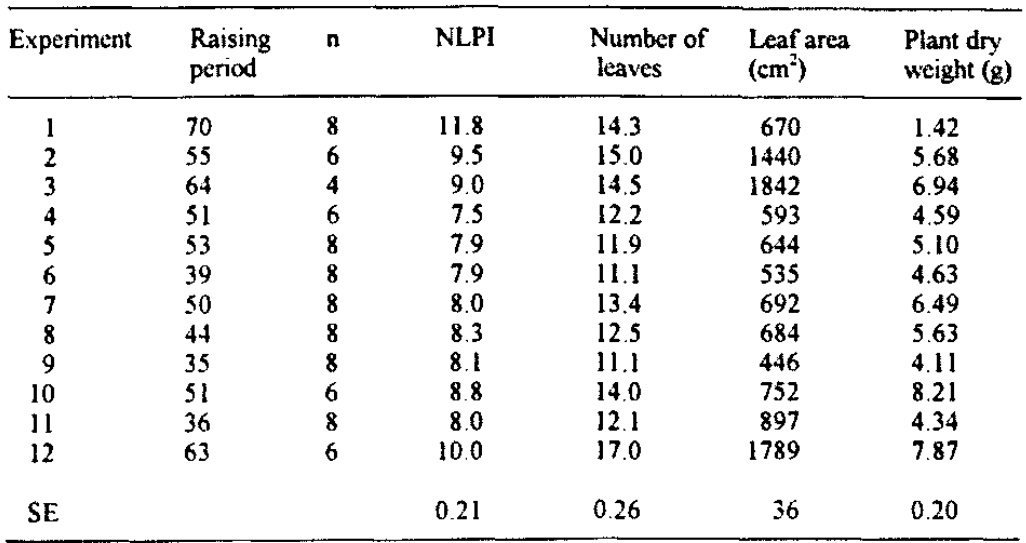 Experiment Raising period n NLPI Number of leaves Leaf area (cm²) Plant dry weight (g)
1 70 8 11.8 14.3 670 1.42
2 55 6 9.5 15.0 1440 5.68
3 64 4 9.0 14.5 1842 6.94
4 51 6 7.5 12.2 593 4.59
5 53 8 7.9 11.9 644 5.10
6 39 8 7.9 11.1 535 4.63
7 50 8 8.0 13.4 692 6.49
8 44 8 8.3 12.5 684 5.63
9 35 8 8.1 11.1 446 4.11
10 51 6 8.8 14.0 752 8.21
11 36 8 8.0 12.1 897 4.34
12 63 6 10.0 17.0 1789 7.87
SE 0.21 0.26 36 0.20